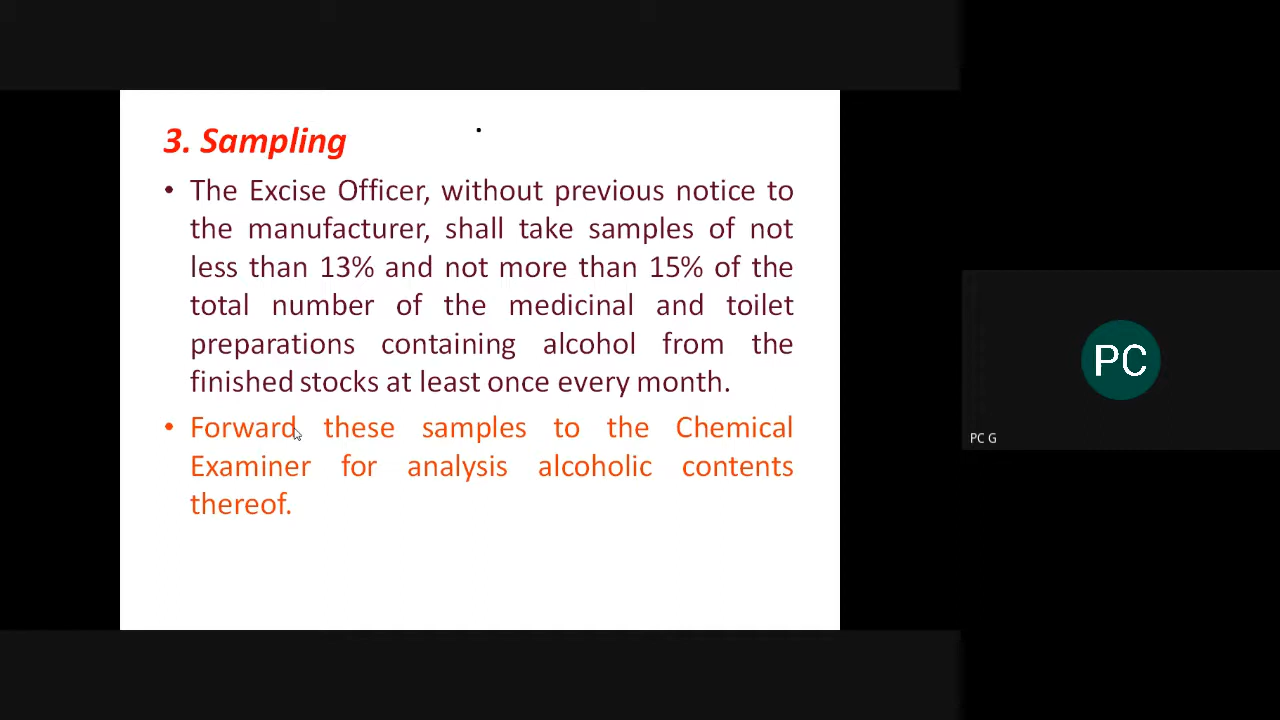 3. Sampling
• The Excise Officer, without previous notice to
the manufacturer, shall take samples of not
less than 13% and not more than 15% of the
total number of the medicinal and toilet
preparations containing alcohol from the
finished stocks at least once every month.
• Forward these samples to the Chemical
Examiner for analysis alcoholic contents
thereof.
PC
PC G